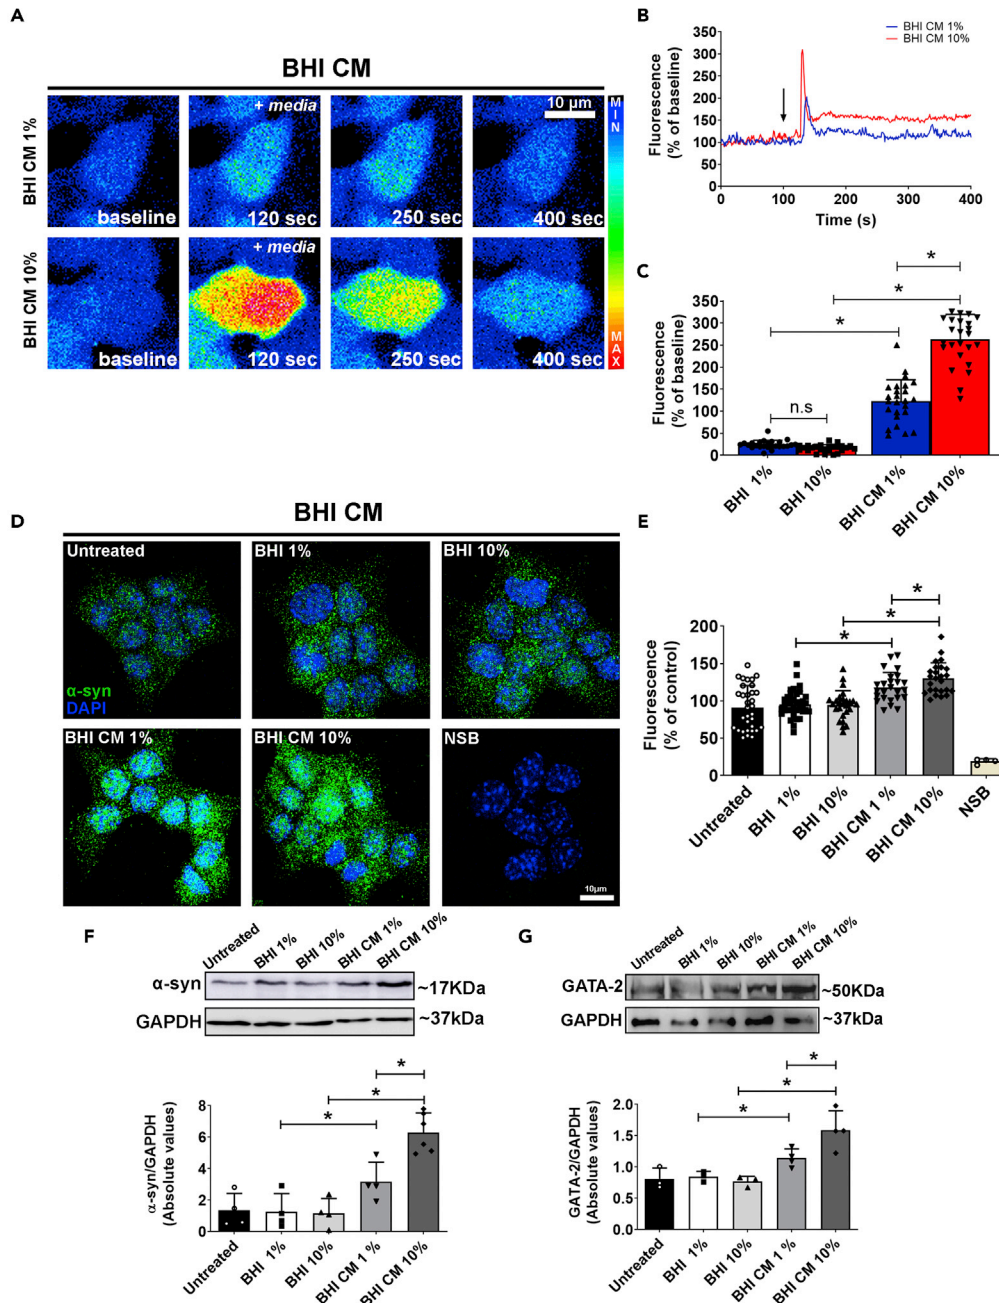 A
BHI CM
BHI CM 1%
baseline
+ media
120 sec
250 sec
10 µm
400 sec
BHI CM 10%
baseline
+ media
120 sec
250 sec
400 sec
MIN
MAX
B
BHI CM 1%
BHI CM 10%
Fluorescence
(% of baseline)
350
300
250
200
150
100
50
0
0 100 200 300 400
Time (s)
C
Fluorescence
(% of baseline)
350
300
250
200
150
100
50
0
n.s
*
*
*
BHI 1%
BHI 10%
BHI CM 1%
BHI CM 10%
D
BHI CM
Untreated
α-syn
DAPI
BHI 1%
BHI 10%
BHI CM 1%
BHI CM 10%
NSB
10µm
E
Fluorescence
(% of control)
200
150
100
50
0
*
*
*
Untreated
BHI 1%
BHI 10%
BHI CM 1%
BHI CM 10%
NSB
F
Untreated
BHI 1%
BHI 10%
BHI CM 1%
BHI CM 10%
α-syn
~17KDa
GAPDH
~37kDa
α-syn/GAPDH
(Absolute values)
8
6
4
2
0
*
*
*
Untreated
BHI 1%
BHI 10%
BHI CM 1 %
BHI CM 10%
G
Untreated
BHI 1%
BHI 10%
BHI CM 1%
BHI CM 10%
GATA-2
~50KDa
GAPDH
~37kDa
GATA-2/GAPDH
(Absolute values)
2.0
1.5
1.0
0.5
0.0
*
*
*
Untreated
BHI 1%
BHI 10%
BHI CM 1 %
BHI CM 10%